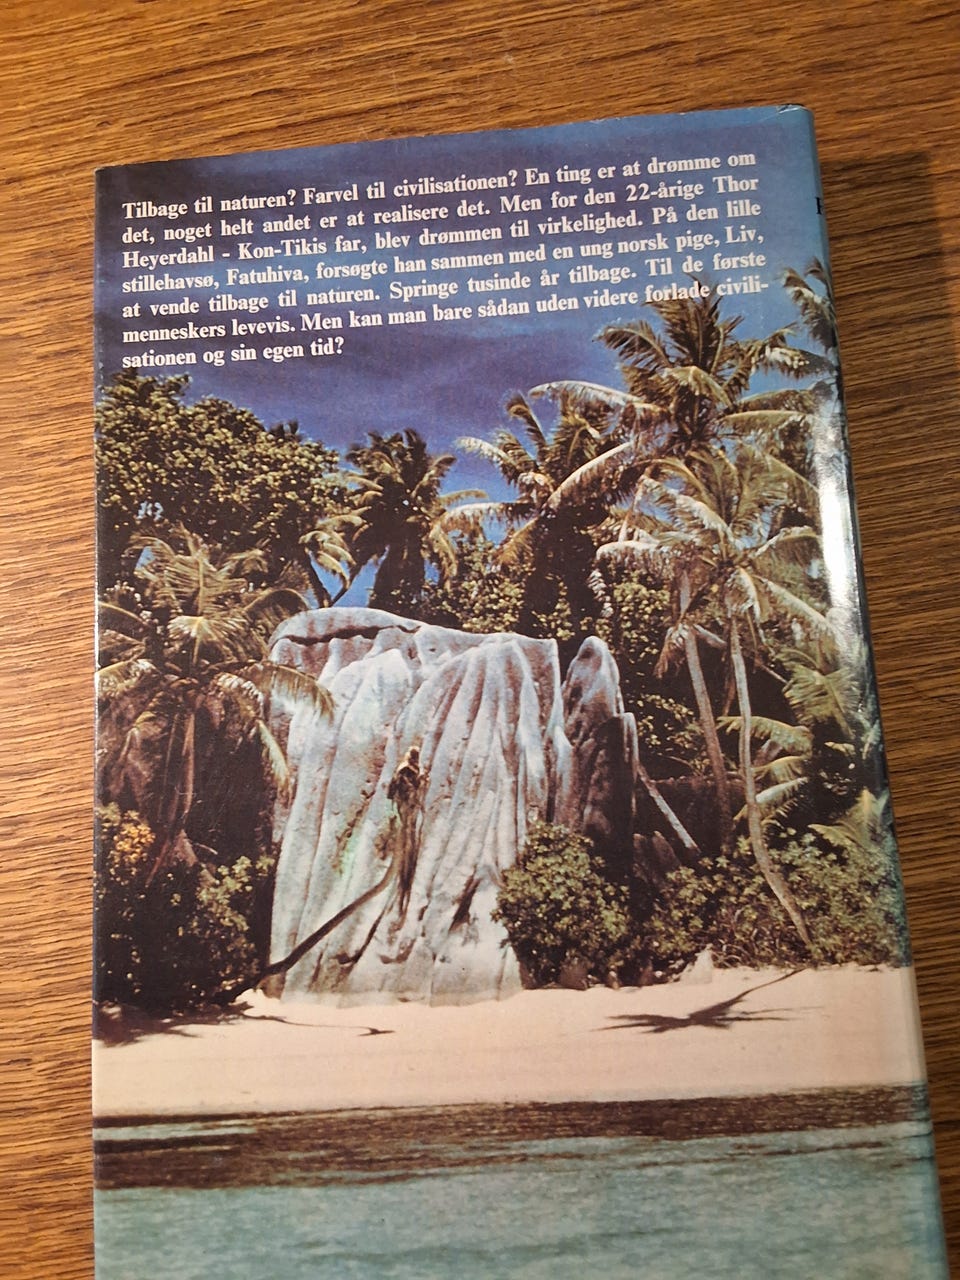 Tilbage til naturen? Farvel til civilisationen? En ting er at drømme om
det, noget helt andet er at realisere det. Men for den 22-årige Thor
Heyerdahl - Kon-Tikis far, blev drømmen til virkelighed. På den lille
stillehavsø, Fatuhiva, forsøgte han sammen med en ung norsk pige, Liv,
at vende tilbage til naturen. Springe tusinde år tilbage. Til de første
menneskers levevis. Men kan man bare sådan uden videre forlade civili-
sationen og sin egen tid?